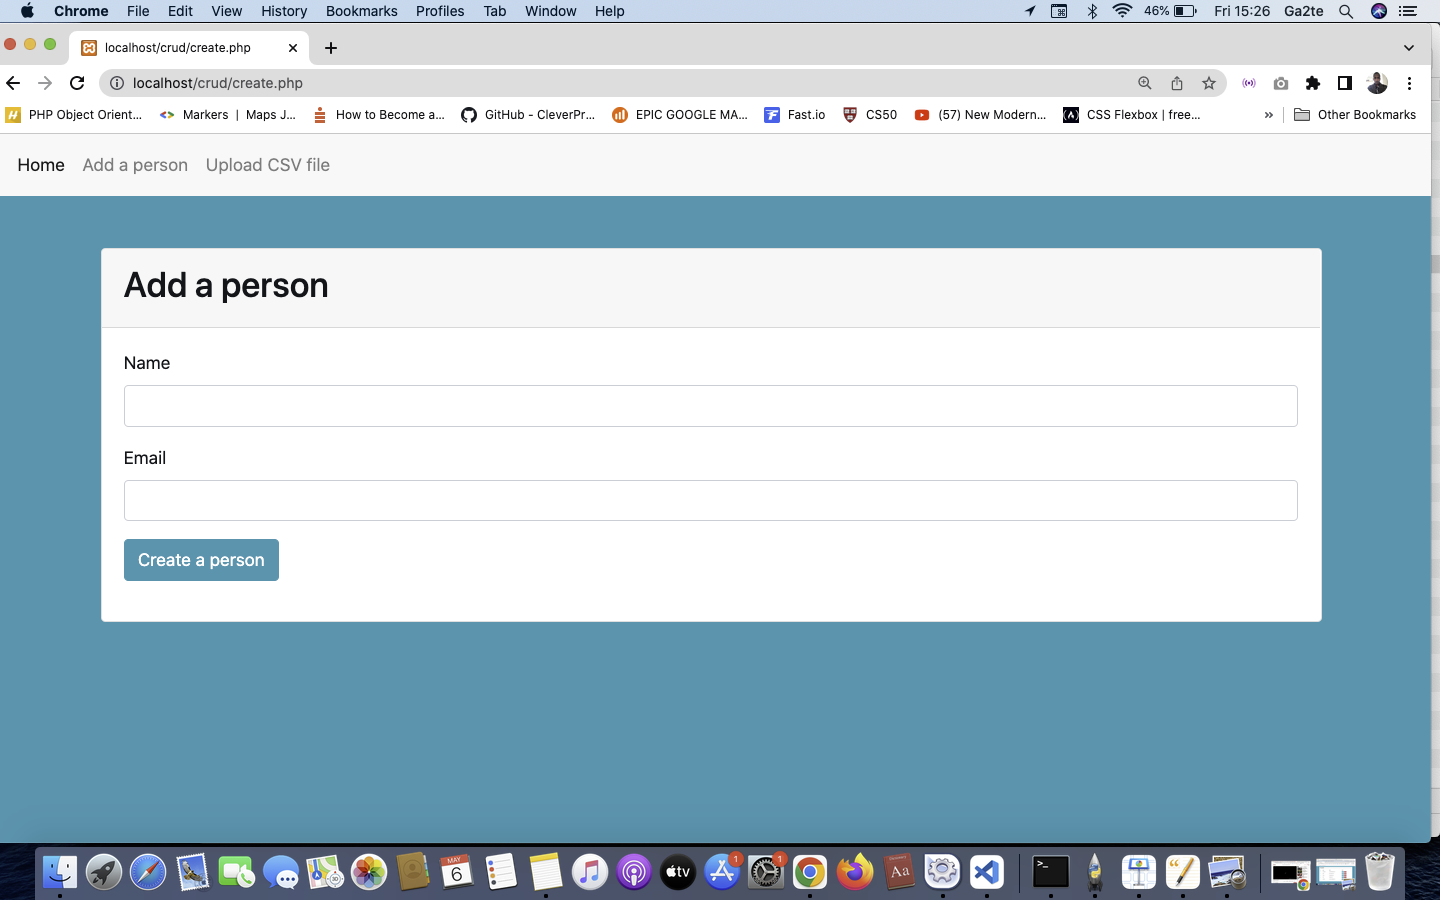 Chrome File Edit View History Bookmarks Profiles Tab Window Help 46% Fri 15:26 Ga2te
localhost/crud/create.php
localhost/crud/create.php
PHP Object Orient... Markers | Maps J... How to Become a... GitHub - CleverPr... EPIC GOOGLE MA... Fast.io CS50 (57) New Modern... CSS Flexbox | free... » Other Bookmarks
Home Add a person Upload CSV file
Add a person
Name
Email
Create a person
MAY
6
tv
1
1
Aa
>_